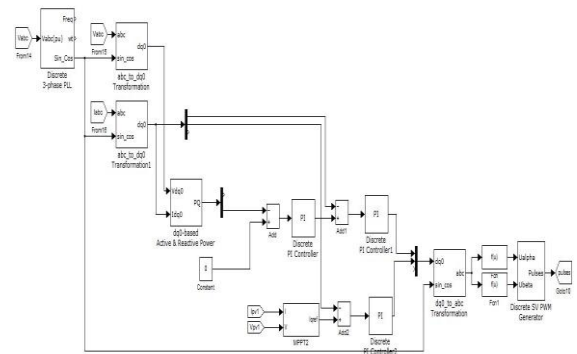 Freq
Vabc
Vabc(pu)
wt
From14
Sin_Cos
Discrete
3-phase PLL
Vabc
abc
dq0
From15
sin_cos
abc_to_dq0
Transformation
Iabc
abc
dq0
From16
sin_cos
abc_to_dq0
Transformation1
Vdq0
PQ
Idq0
dq0-based
Active & Reactive Power
Add
PI
Discrete
PI Controller
0
Constant
Add1
PI
Discrete
PI Controller1
Ipv1
I
Vpv1
V
Ipef
MPPT2
Add2
PI
Discrete
PI Controller2
dq0
abc
sin_cos
dq0_to_abc
Transformation
f(u)
Fcn
f(u)
Fcn1
Ualpha
Pulses
Ubeta
Discrete SV PWM
Generator
pulses
Goto10